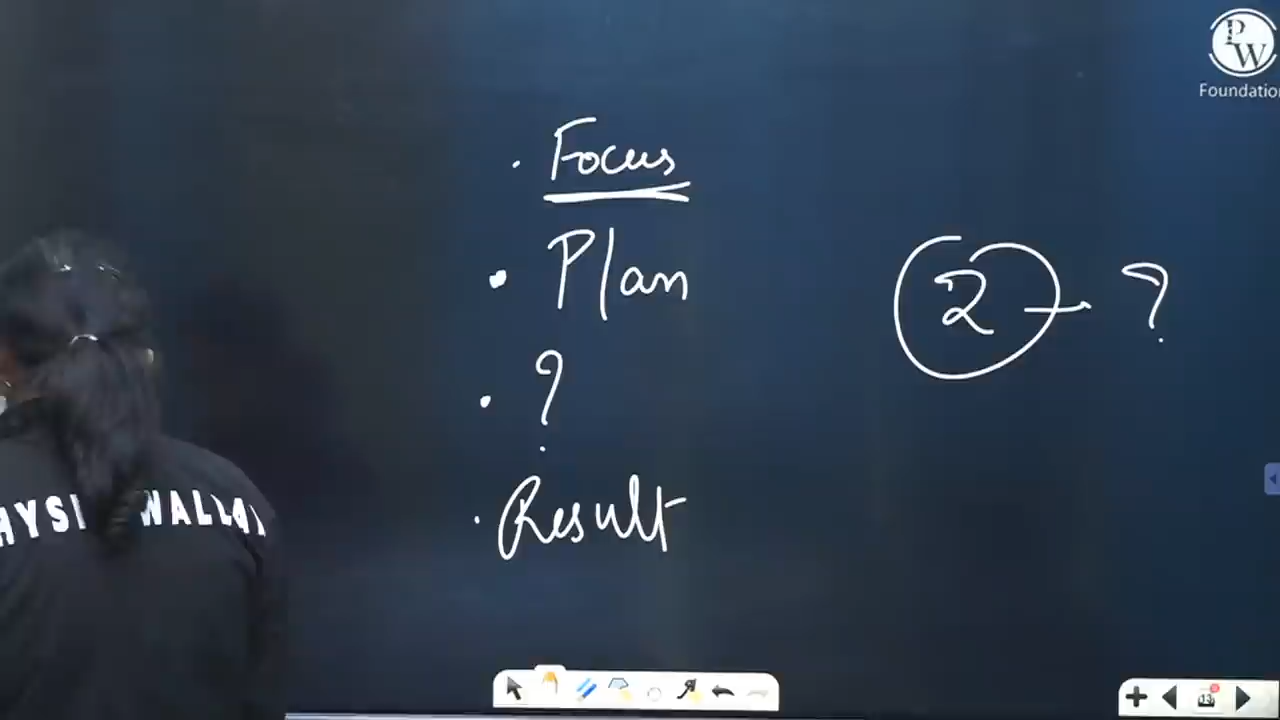 PW
Foundation
· Focus
· Plan
2 - ?
· ?
· Result
HYSI WALLA